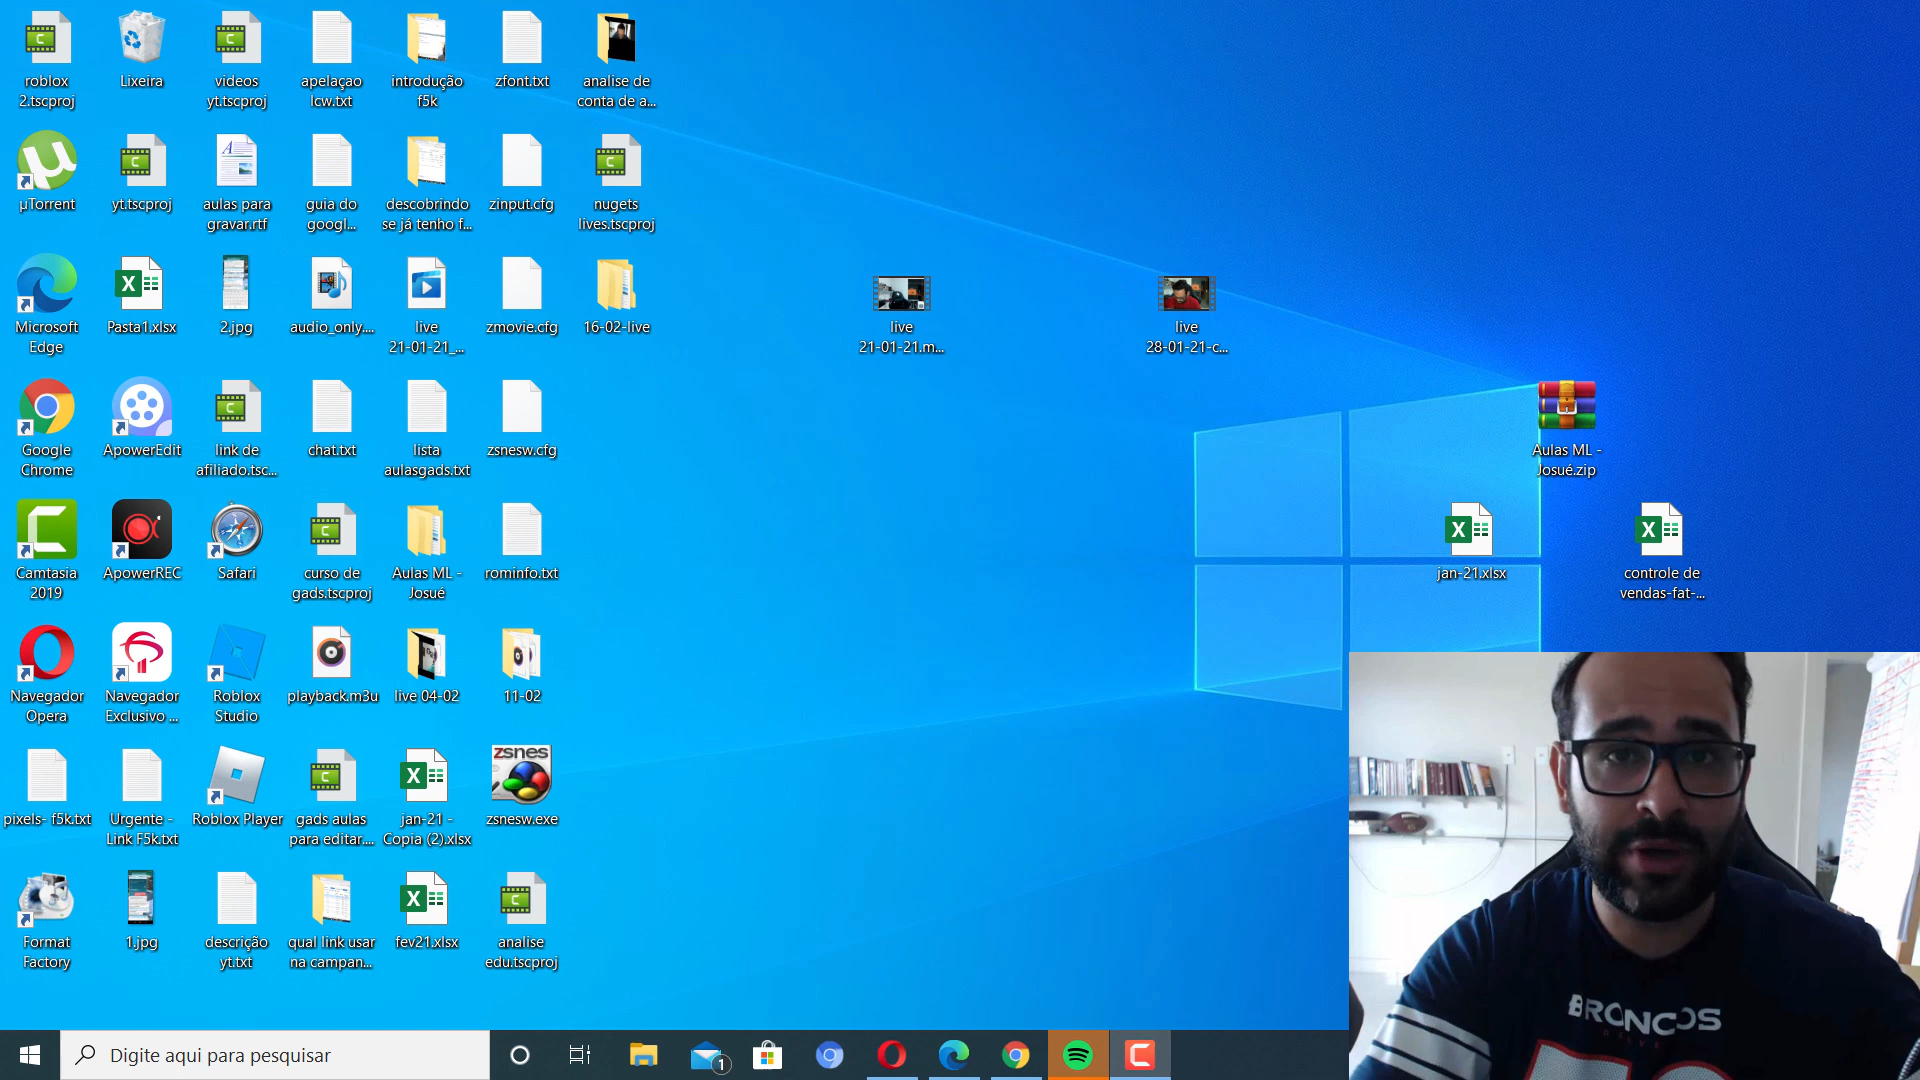 roblox
2.tscproj
Lixeira
videos
yt.tscproj
apelaçao
lcw.txt
introdução
f5k
zfont.txt
analise de
conta de a...
µTorrent
yt.tscproj
aulas para
gravar.rtf
guia do
googl...
descobrindo
se já tenho f...
zinput.cfg
nugets
lives.tscproj
Microsoft
Edge
Pasta1.xlsx
2.jpg
audio_only....
live
21-01-21_...
zmovie.cfg
16-02-live
live
21-01-21.m...
live
28-01-21-c...
Google
Chrome
ApowerEdit
link de
afiliado.tsc...
chat.txt
lista
aulasgads.txt
zsnesw.cfg
Aulas ML -
Josué.zip
Camtasia
2019
ApowerREC
Safari
curso de
gads.tscproj
Aulas ML -
Josué
rominfo.txt
jan-21.xlsx
controle de
vendas-fat-...
Navegador
Opera
Navegador
Exclusivo ...
Roblox
Studio
playback.m3u
live 04-02
11-02
pixels- f5k.txt
Urgente -
Link F5k.txt
Roblox Player
gads aulas
para editar....
jan-21 -
Copia (2).xlsx
zsnes
zsnesw.exe
Format
Factory
1.jpg
descrição
yt.txt
qual link usar
na campan...
fev21.xlsx
analise
edu.tscproj
BRONCOS
Digite aqui para pesquisar
1